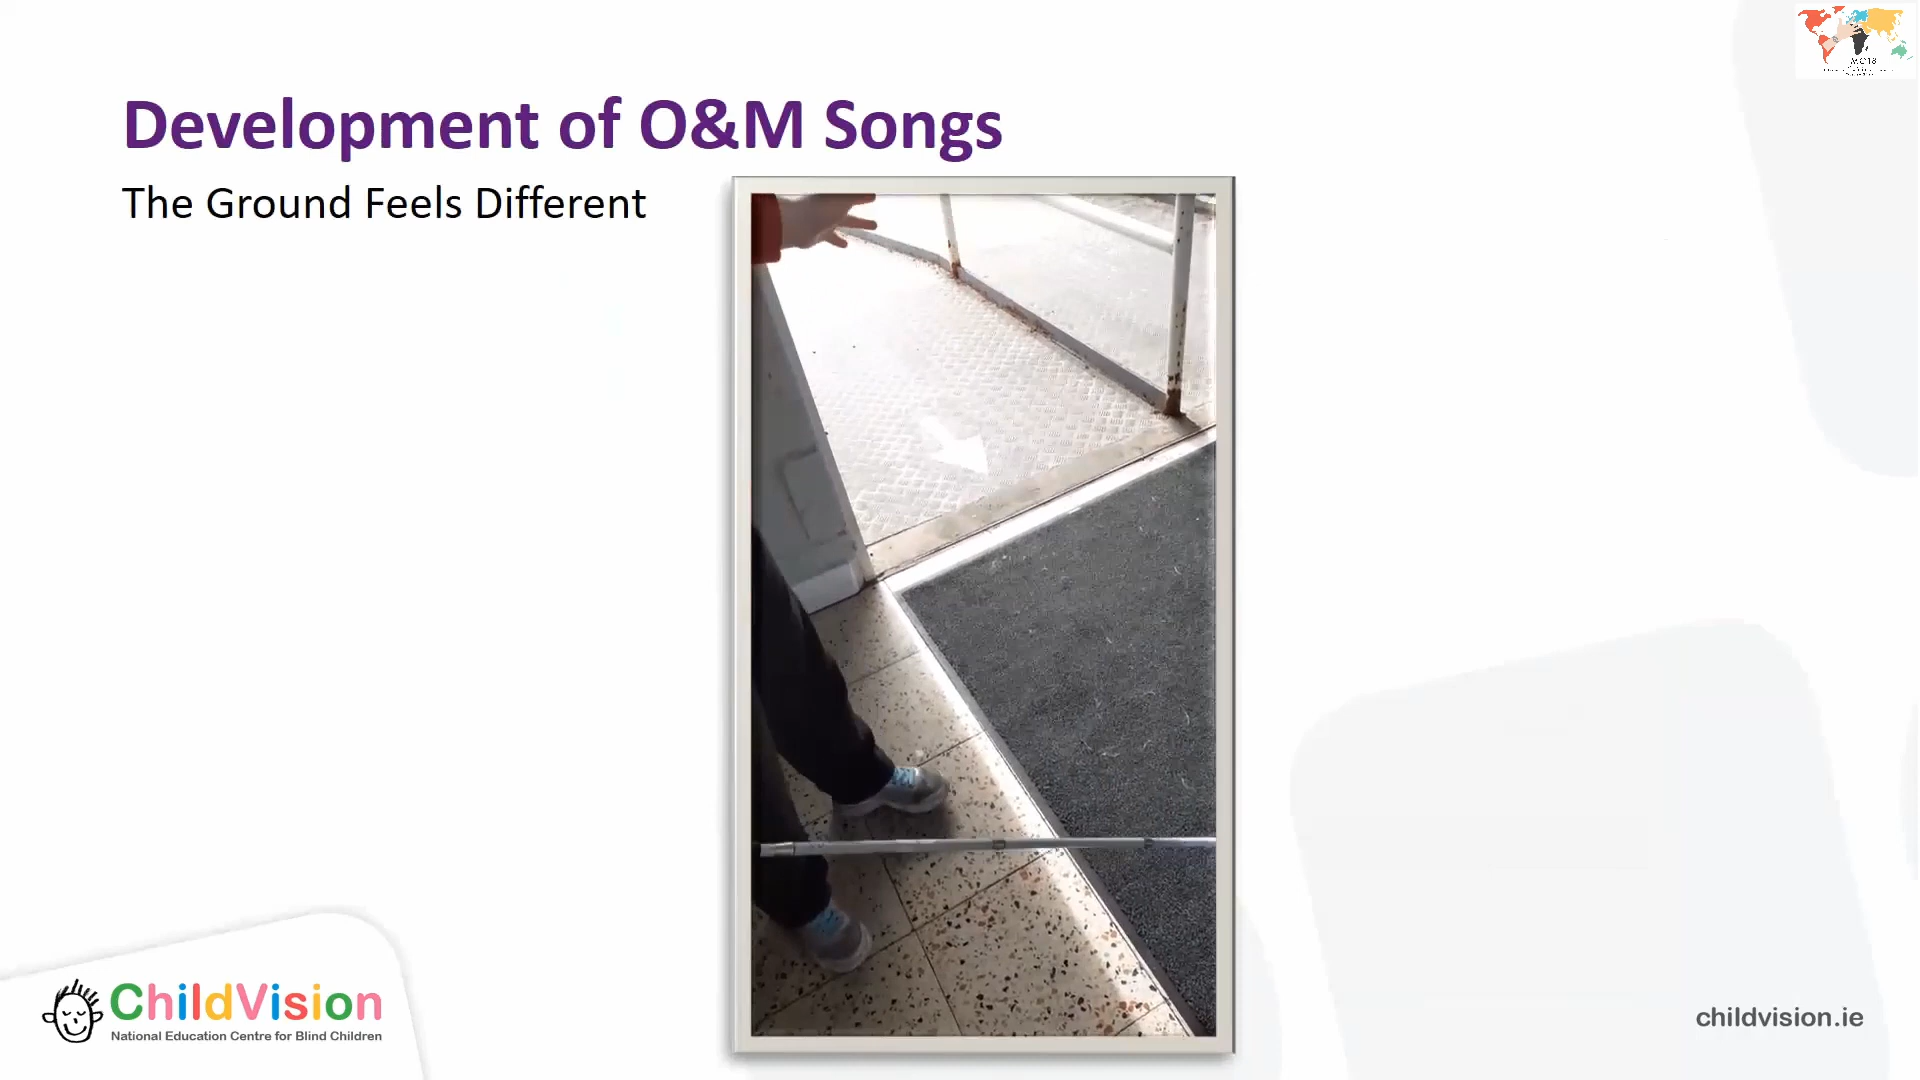 Development of O&M Songs
The Ground Feels Different
ChildVision
National Education Centre for Blind Children
childvision.ie